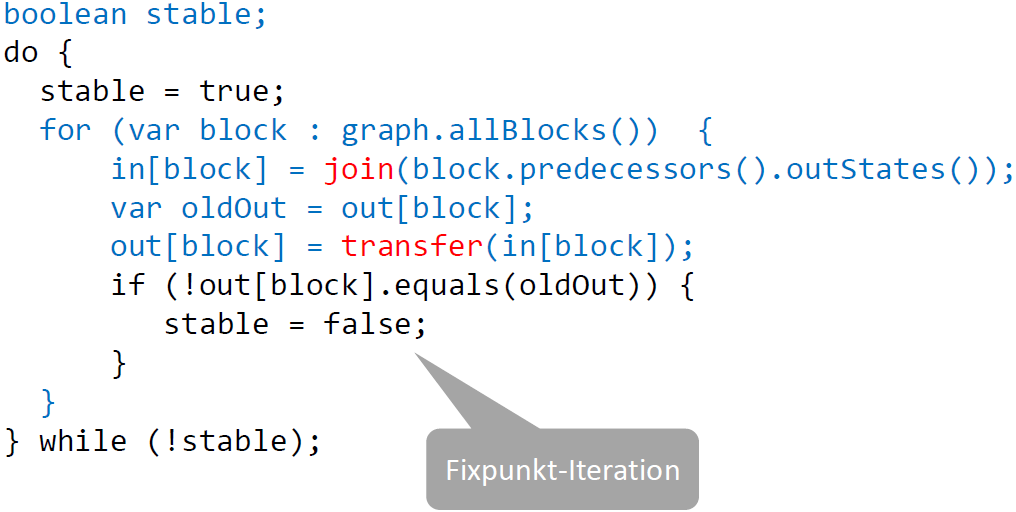 boolean stable;
do {
  stable = true;
  for (var block : graph.allBlocks())  {
      in[block] = join(block.predecessors().outStates());
      var oldOut = out[block];
      out[block] = transfer(in[block]);
      if (!out[block].equals(oldOut)) {
         stable = false;
      }
  }
} while (!stable);
Fixpunkt-Iteration